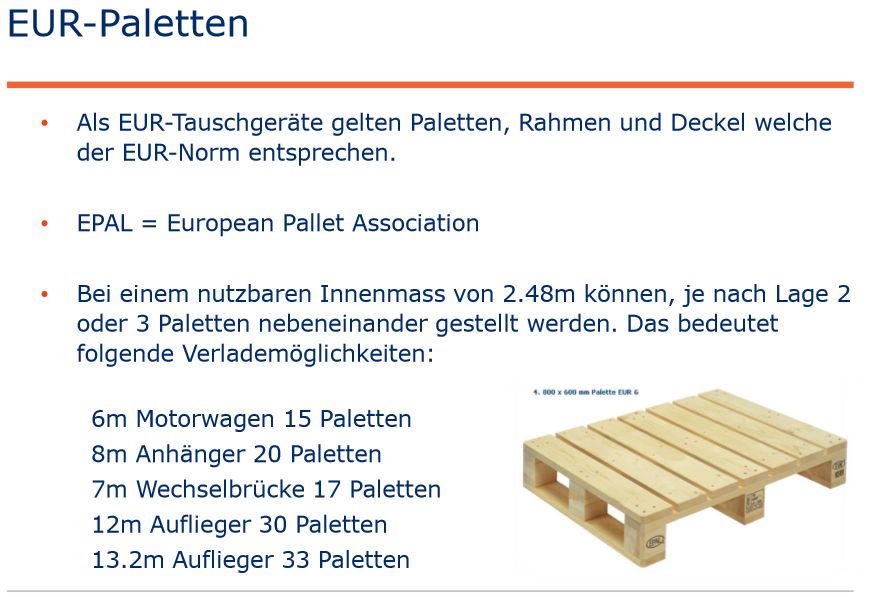 EUR-Paletten
• Als EUR-Tauschgeräte gelten Paletten, Rahmen und Deckel welche
der EUR-Norm entsprechen.
• EPAL = European Pallet Association
• Bei einem nutzbaren Innenmass von 2.48m können, je nach Lage 2
oder 3 Paletten nebeneinander gestellt werden. Das bedeutet
folgende Verlademöglichkeiten:
4. 800 x 600 mm Palette EUR 6
6m Motorwagen 15 Paletten
8m Anhänger 20 Paletten
7m Wechselbrücke 17 Paletten
12m Auflieger 30 Paletten
13.2m Auflieger 33 Paletten
EPAL